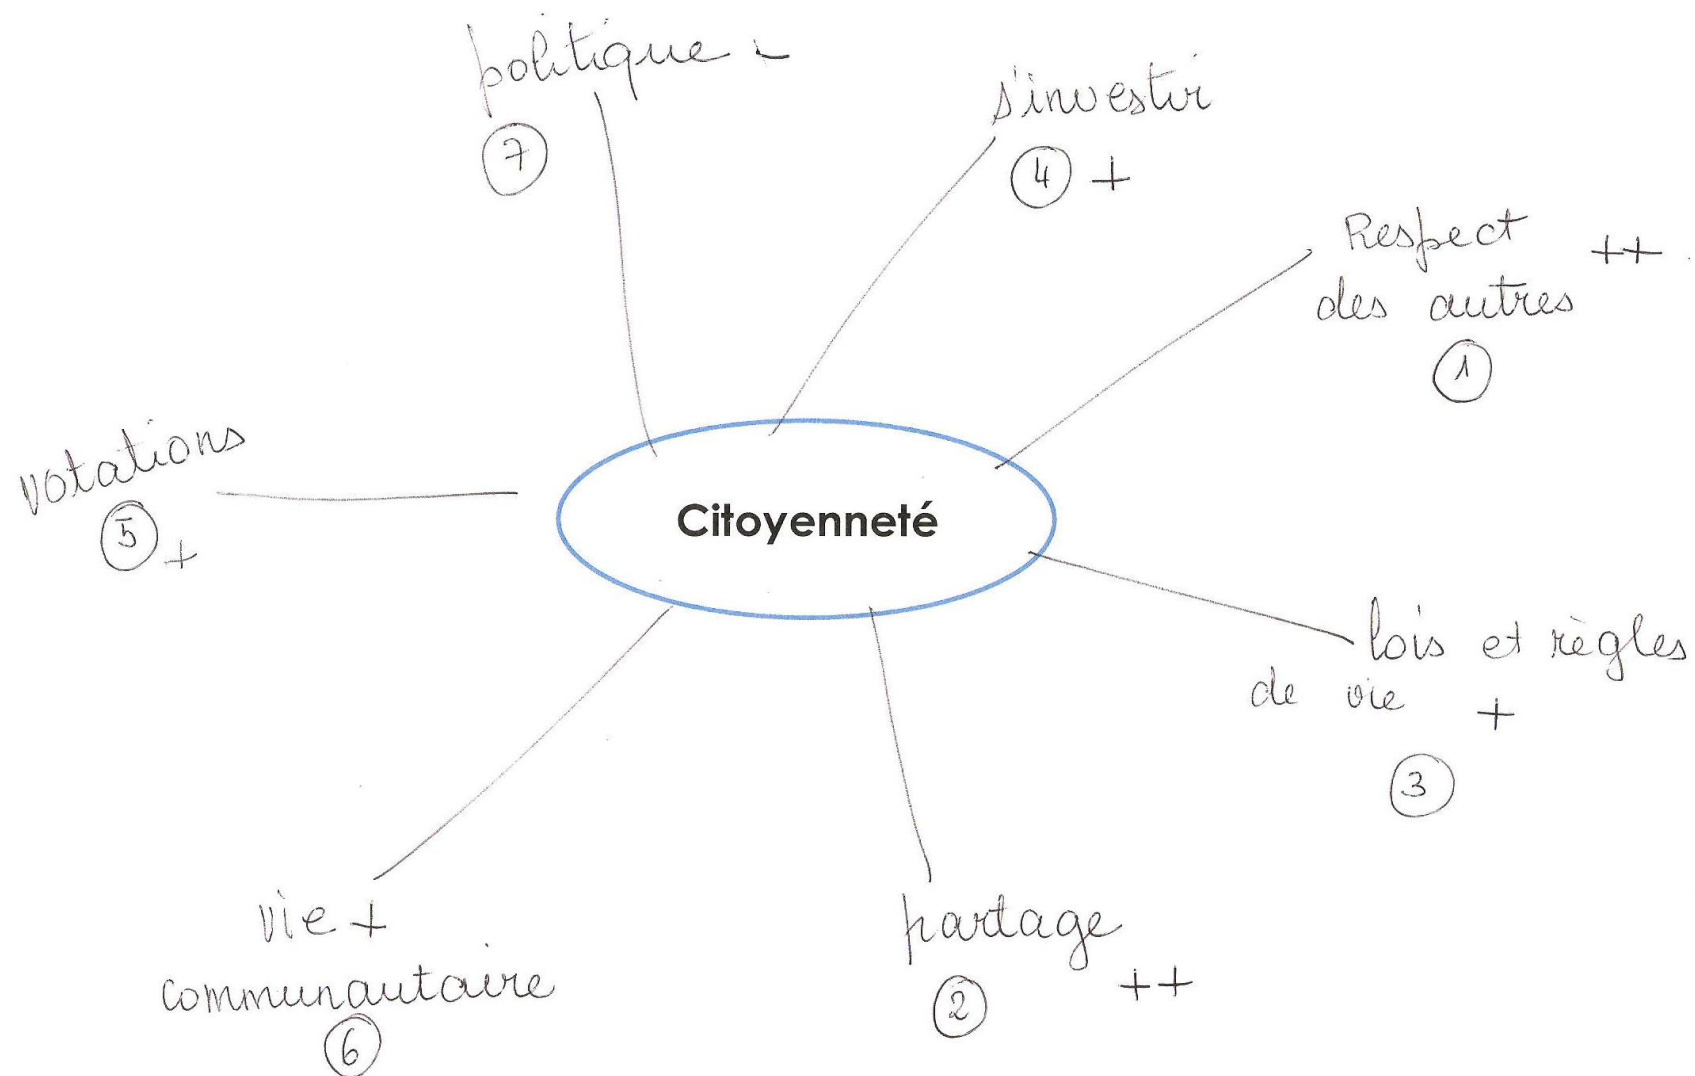 politique -
7
s'investir
4 +
Respect ++
des autres
1
votations
5 +
Citoyenneté
lois et règles
de vie +
3
vie +
communautaire
6
partage
2 ++